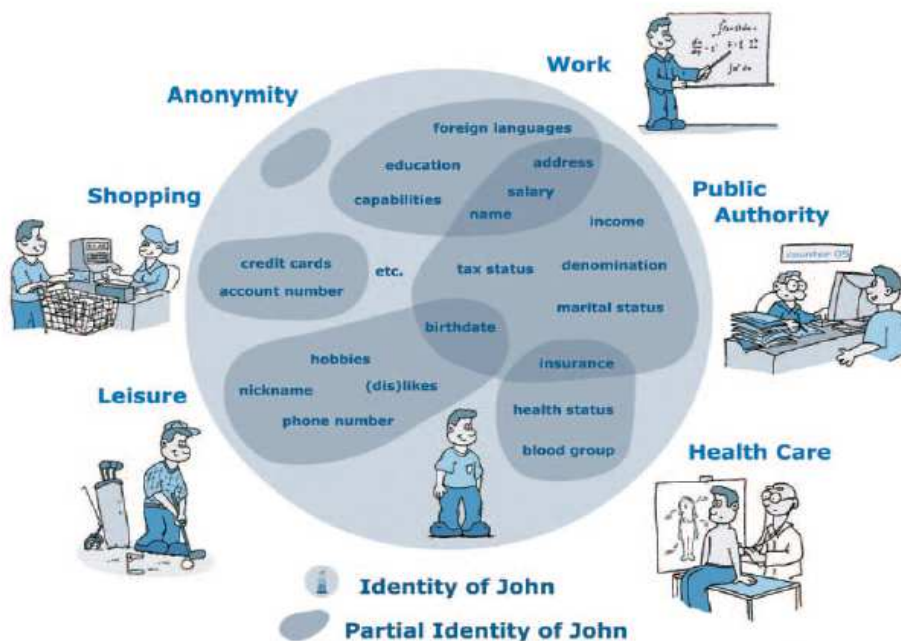 Work
Anonymity
foreign languages
education
address
Shopping
capabilities
salary
name
Public
Authority
income
credit cards
etc.
tax status
denomination
account number
counter 05
marital status
birthdate
hobbies
insurance
nickname
(dis)likes
Leisure
phone number
health status
blood group
Health Care
Identity of John
Partial Identity of John